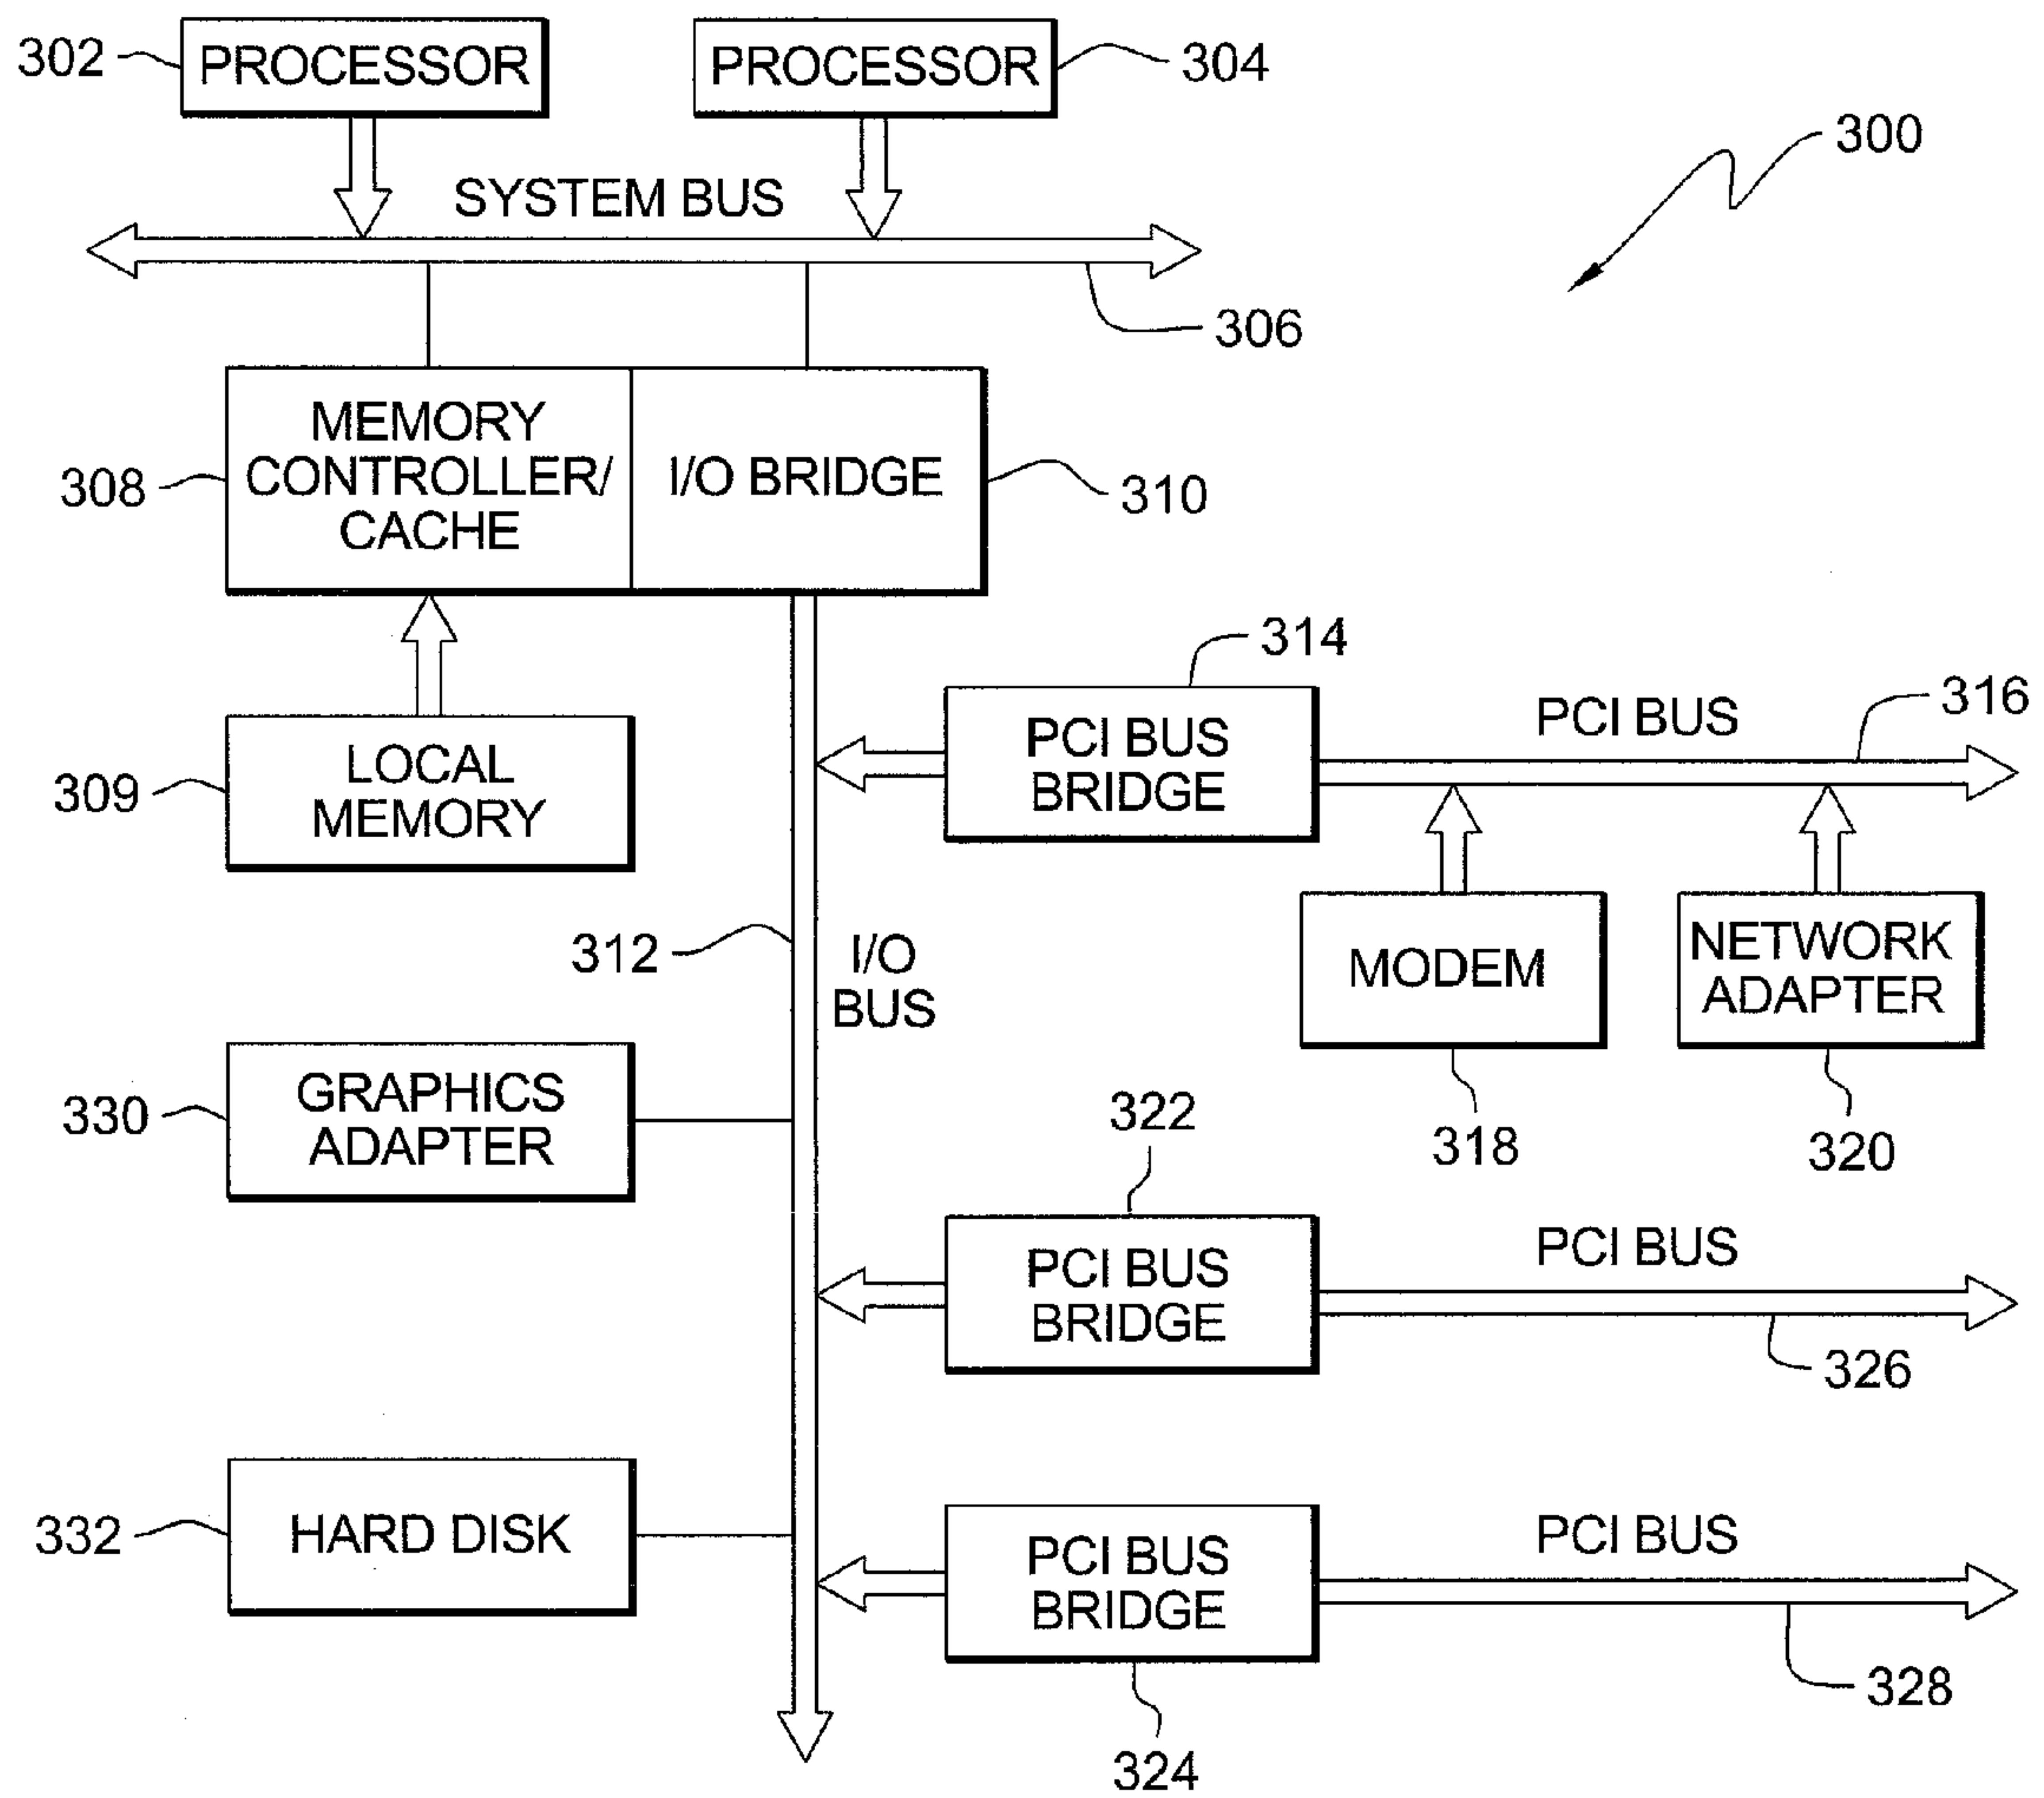 302
PROCESSOR
PROCESSOR
304
300
SYSTEM BUS
306
308
MEMORY
CONTROLLER/
CACHE
I/O BRIDGE
310
314
309
LOCAL
MEMORY
PCI BUS
BRIDGE
PCI BUS
316
312
I/O
BUS
MODEM
NETWORK
ADAPTER
318
320
330
GRAPHICS
ADAPTER
322
PCI BUS
BRIDGE
PCI BUS
326
332
HARD DISK
PCI BUS
BRIDGE
PCI BUS
328
324